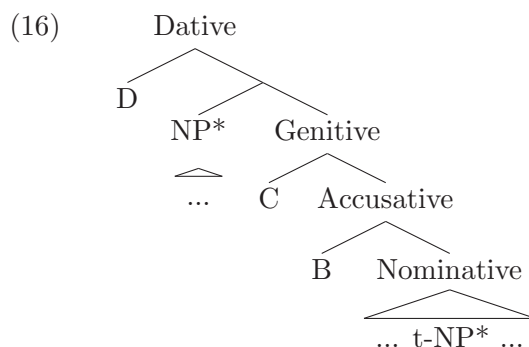 (16) Dative
D
NP* Genitive
... C Accusative
B Nominative
... t-NP* ...